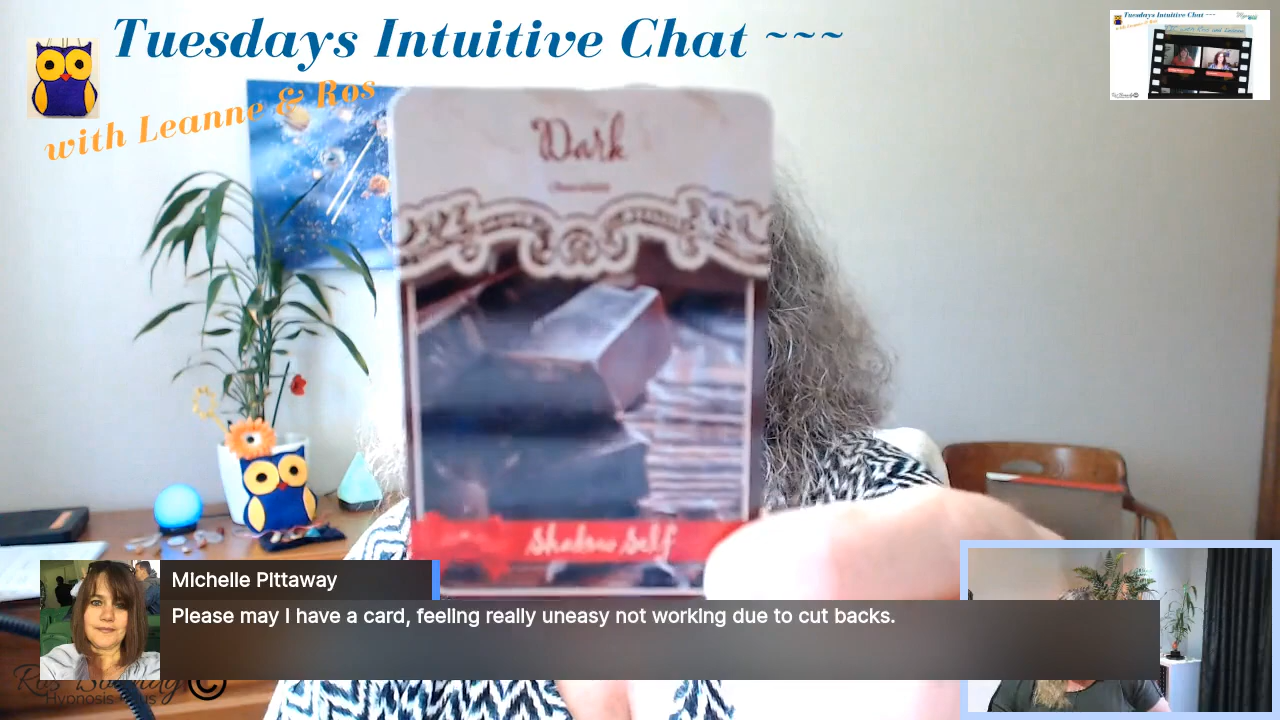 Tuesdays Intuitive Chat ~~~
with Leanne & Ros
Dark
Shadow Self
Michelle Pittaway
Please may I have a card, feeling really uneasy not working due to cut backs.
Hypnosis